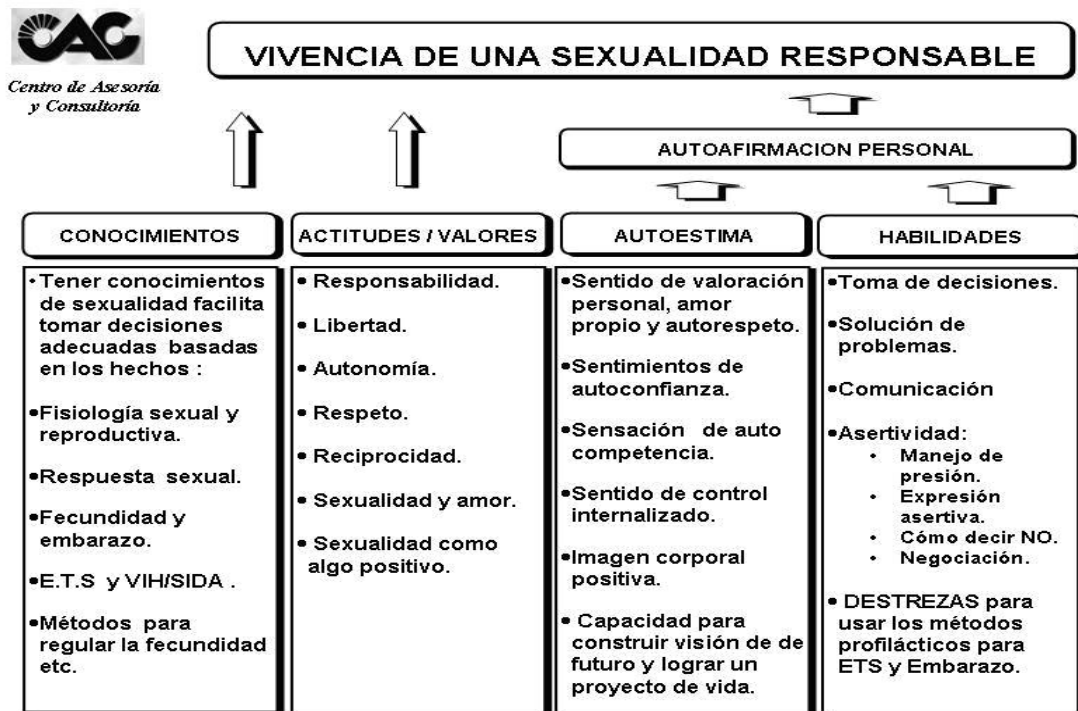 CAC
Centro de Asesoría
y Consultoría
VIVENCIA DE UNA SEXUALIDAD RESPONSABLE
AUTOAFIRMACION PERSONAL
CONOCIMIENTOS
• Tener conocimientos
de sexualidad facilita
tomar decisiones
adecuadas basadas
en los hechos :
•Fisiología sexual y
reproductiva.
•Respuesta sexual.
•Fecundidad y
embarazo.
•E.T.S y VIH/SIDA .
•Métodos para
regular la fecundidad
etc.
ACTITUDES / VALORES
• Responsabilidad.
• Libertad.
• Autonomía.
• Respeto.
• Reciprocidad.
• Sexualidad y amor.
• Sexualidad como
algo positivo.
AUTOESTIMA
•Sentido de valoración
personal, amor
propio y autorespeto.
•Sentimientos de
autoconfianza.
•Sensación de auto
competencia.
•Sentido de control
internalizado.
•Imagen corporal
positiva.
• Capacidad para
construir visión de de
futuro y lograr un
proyecto de vida.
HABILIDADES
•Toma de decisiones.
•Solución de
problemas.
•Comunicación
•Asertividad:
• Manejo de
presión.
• Expresión
asertiva.
• Cómo decir NO.
• Negociación.
• DESTREZAS para
usar los métodos
profilácticos para
ETS y Embarazo.